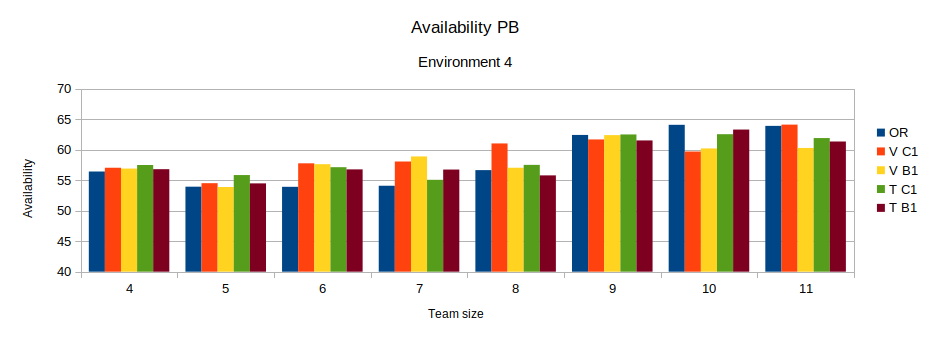 Availability PB
Environment 4
70
65
60
55
50
45
40
Availability
4 5 6 7 8 9 10 11
Team size
OR
V C1
V B1
T C1
T B1